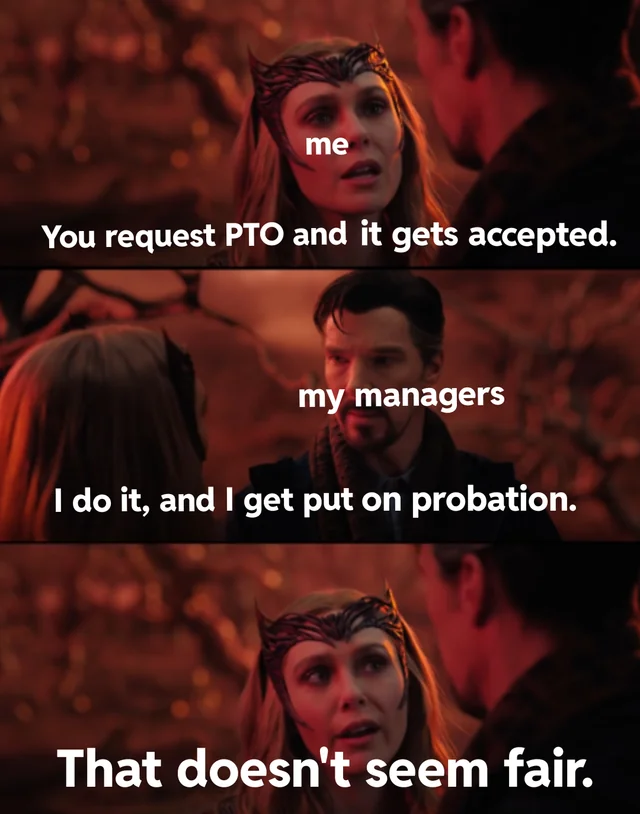 me
You request PTO and it gets accepted.
my managers
I do it, and I get put on probation.
That doesn't seem fair.